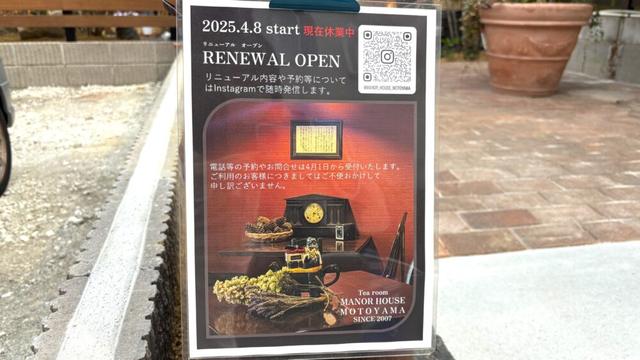 2025.4.8 start 現在休業中
リニューアル オープン
RENEWAL OPEN
リニューアル内容や予約等について
はInstagramで随時発信します。
@MANOR_HOUSE_MOTOYAMA
電話等の予約やお問合せは4月1日から受付いたします。
ご利用のお客様につきましてはご不便おかけして
申し訳ございません。
Tea room
MANOR HOUSE
MOTOYAMA
SINCE 2007